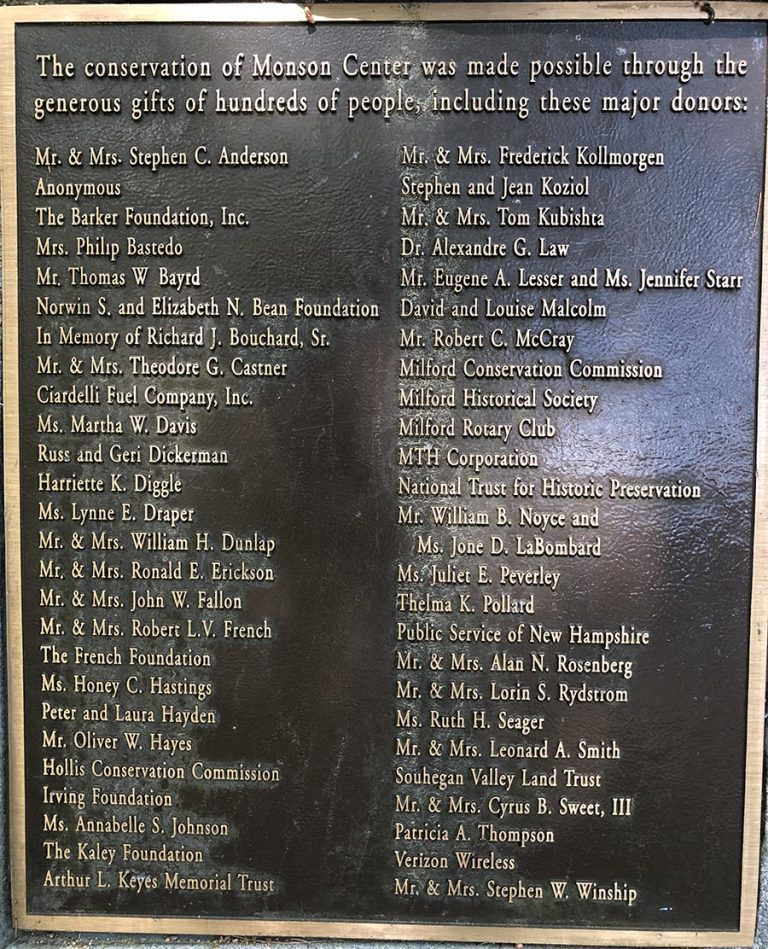 The conservation of Monson Center was made possible through the
generous gifts of hundreds of people, including these major donors:
Mr. & Mrs. Stephen C. Anderson
Anonymous
The Barker Foundation, Inc.
Mrs. Philip Bastedo
Mr. Thomas W Bayrd
Norwin S. and Elizabeth N. Bean Foundation
In Memory of Richard J. Bouchard, Sr.
Mr. & Mrs. Theodore G. Castner
Ciardelli Fuel Company, Inc.
Ms. Martha W. Davis
Russ and Geri Dickerman
Harriette K. Diggle
Ms. Lynne E. Draper
Mr. & Mrs. William H. Dunlap
Mr. & Mrs. Ronald E. Erickson
Mr. & Mrs. John W. Fallon
Mr. & Mrs. Robert L.V. French
The French Foundation
Ms. Honey C. Hastings
Peter and Laura Hayden
Mr. Oliver W. Hayes
Hollis Conservation Commission
Irving Foundation
Ms. Annabelle S. Johnson
The Kaley Foundation
Arthur L. Keyes Memorial Trust
Mr. & Mrs. Frederick Kollmorgen
Stephen and Jean Koziol
Mr. & Mrs. Tom Kubishta
Dr. Alexandre G. Law
Mr. Eugene A. Lesser and Ms. Jennifer Starr
David and Louise Malcolm
Mr. Robert C. McCray
Milford Conservation Commission
Milford Historical Society
Milford Rotary Club
MTH Corporation
National Trust for Historic Preservation
Mr. William B. Noyce and
Ms. Jone D. LaBombard
Ms. Juliet E. Peverley
Thelma K. Pollard
Public Service of New Hampshire
Mr. & Mrs. Alan N. Rosenberg
Mr. & Mrs. Lorin S. Rydstrom
Ms. Ruth H. Seager
Mr. & Mrs. Leonard A. Smith
Souhegan Valley Land Trust
Mr. & Mrs. Cyrus B. Sweet, III
Patricia A. Thompson
Verizon Wireless
Mr. & Mrs. Stephen W. Winship